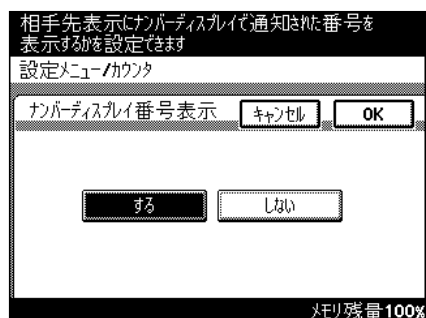 相手先表示にﾅﾝﾊﾞｰﾃﾞｨｽﾌﾟﾚｲで通知された番号を
表示するかを設定できます
設定ﾒﾆｭｰ/ｶｳﾝﾀ
ﾅﾝﾊﾞｰﾃﾞｨｽﾌﾟﾚｲ番号表示 ｷｬﾝｾﾙ OK
する しない
ﾒﾓﾘ残量100%